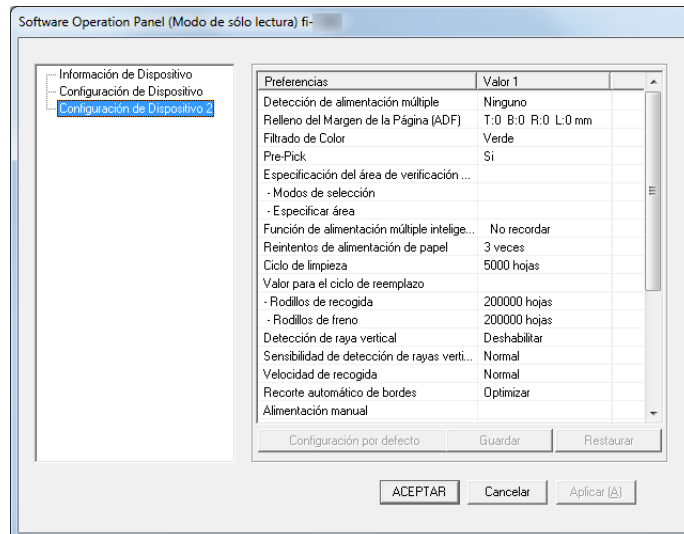 Software Operation Panel (Modo de sólo lectura) fi-
Información de Dispositivo
Configuración de Dispositivo
Configuración de Dispositivo 2
Preferencias Valor 1
Detección de alimentación múltiple Ninguno
Relleno del Margen de la Página (ADF) T:0 B:0 R:0 L:0 mm
Filtrado de Color Verde
Pre-Pick Si
Especificación del área de verificación ...
- Modos de selección
- Especificar área
Función de alimentación múltiple intelige... No recordar
Reintentos de alimentación de papel 3 veces
Ciclo de limpieza 5000 hojas
Valor para el ciclo de reemplazo
- Rodillos de recogida 200000 hojas
- Rodillos de freno 200000 hojas
Detección de raya vertical Deshabilitar
Sensibilidad de detección de rayas verti... Normal
Velocidad de recogida Normal
Recorte automático de bordes Optimizar
Alimentación manual
Configuración por defecto Guardar Restaurar
ACEPTAR Cancelar Aplicar (A)